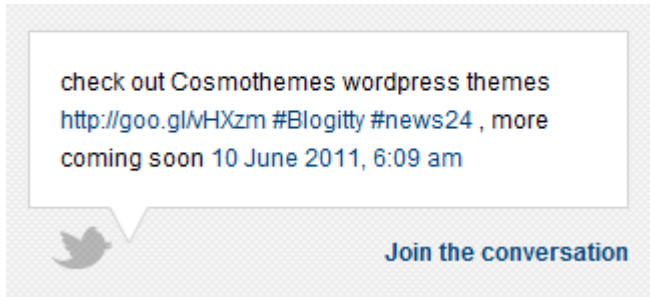 check out Cosmothemes wordpress themes
http://goo.gl/vHXzm #Blogitty #news24 , more
coming soon 10 June 2011, 6:09 am
Join the conversation